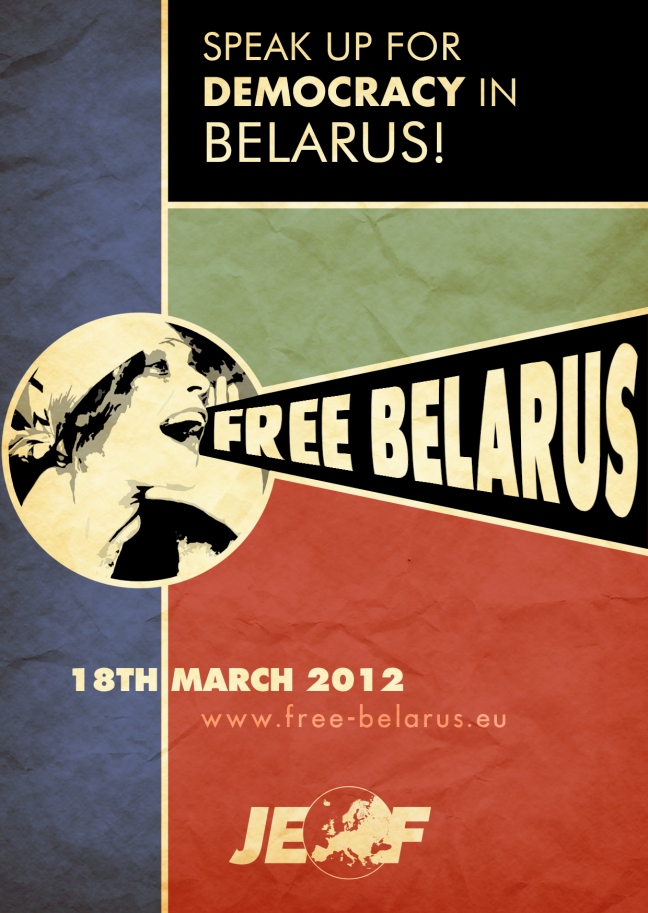 SPEAK UP FOR
DEMOCRACY IN
BELARUS!
FREE BELARUS
18TH MARCH 2012
www.free-belarus.eu
JEF